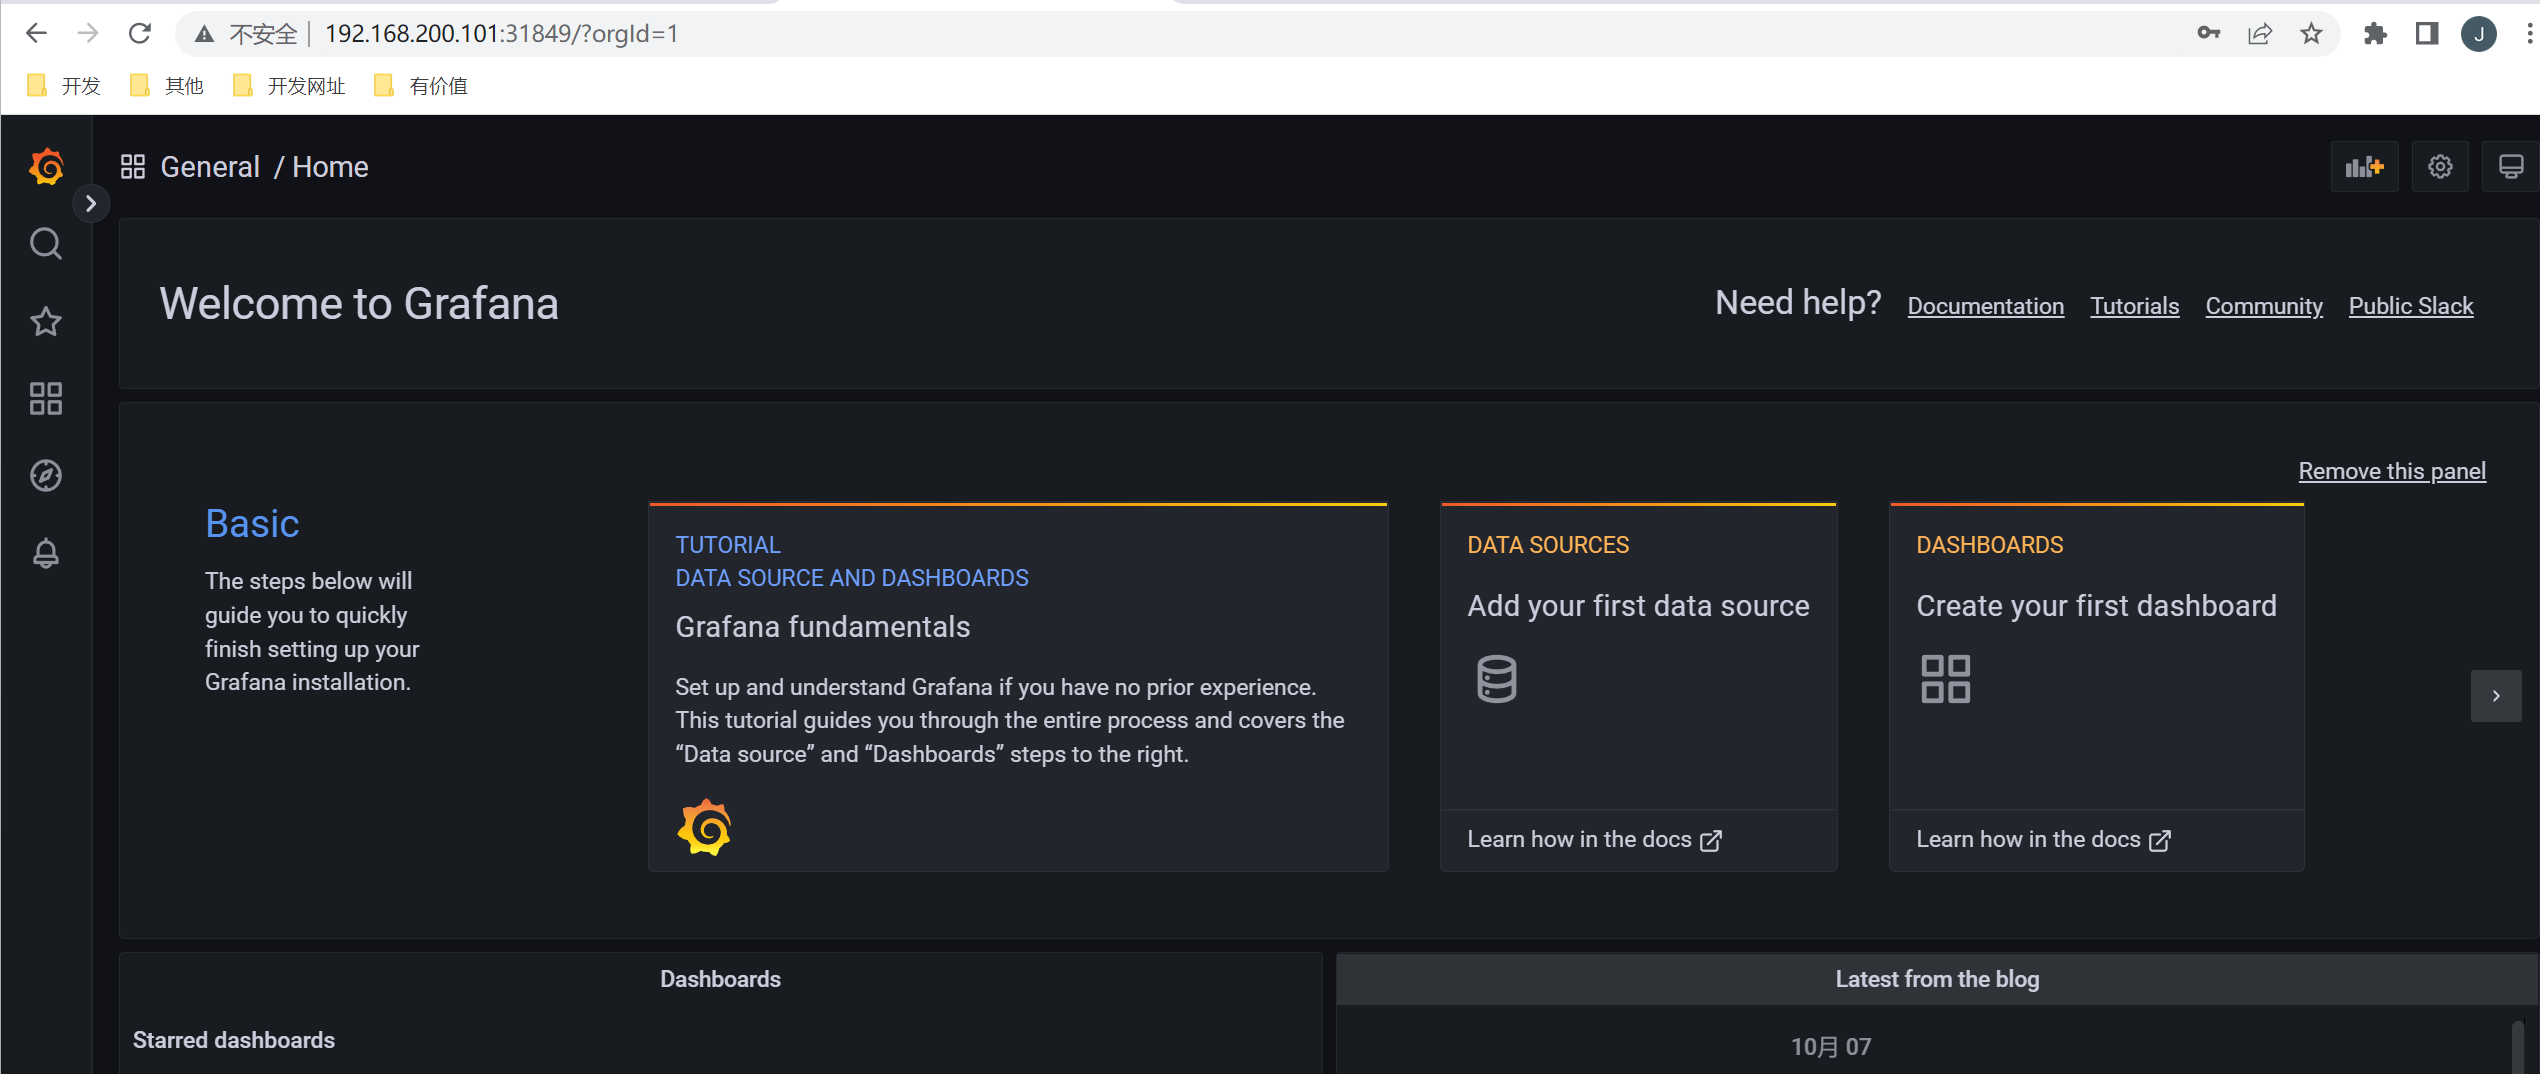 不安全 192.168.200.101:31849/?orgId=1
J
开发 其他 开发网址 有价值
General / Home
Welcome to Grafana
Need help? Documentation Tutorials Community Public Slack
Remove this panel
Basic
The steps below will
guide you to quickly
finish setting up your
Grafana installation.
TUTORIAL
DATA SOURCE AND DASHBOARDS
Grafana fundamentals
Set up and understand Grafana if you have no prior experience.
This tutorial guides you through the entire process and covers the
“Data source” and “Dashboards” steps to the right.
DATA SOURCES
Add your first data source
Learn how in the docs
DASHBOARDS
Create your first dashboard
Learn how in the docs
Dashboards
Starred dashboards
Latest from the blog
10月 07